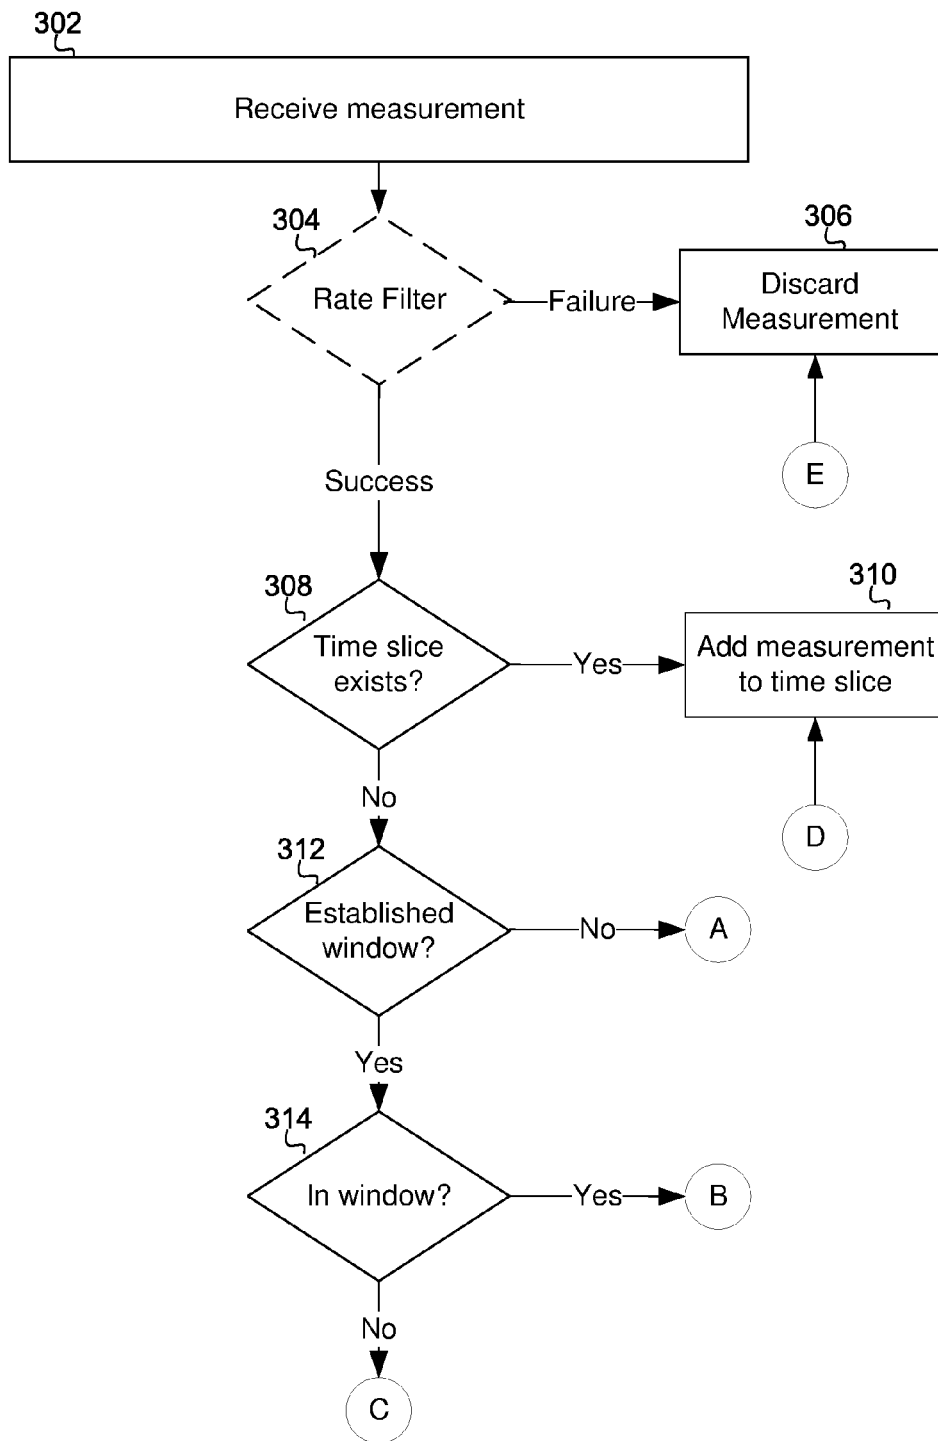 302
Receive measurement
304
Rate Filter
Failure
306
Discard
Measurement
E
Success
308
Time slice
exists?
Yes
310
Add measurement
to time slice
D
No
312
Established
window?
No
A
Yes
314
In window?
Yes
B
No
C